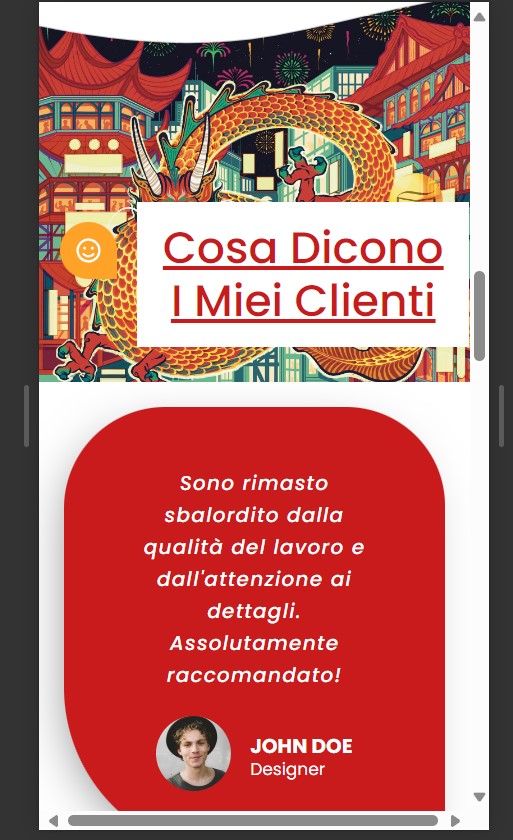 Cosa Dicono
I Miei Clienti
Sono rimasto
sbalordito dalla
qualità del lavoro e
dall'attenzione ai
dettagli.
Assolutamente
raccomandato!
JOHN DOE
Designer